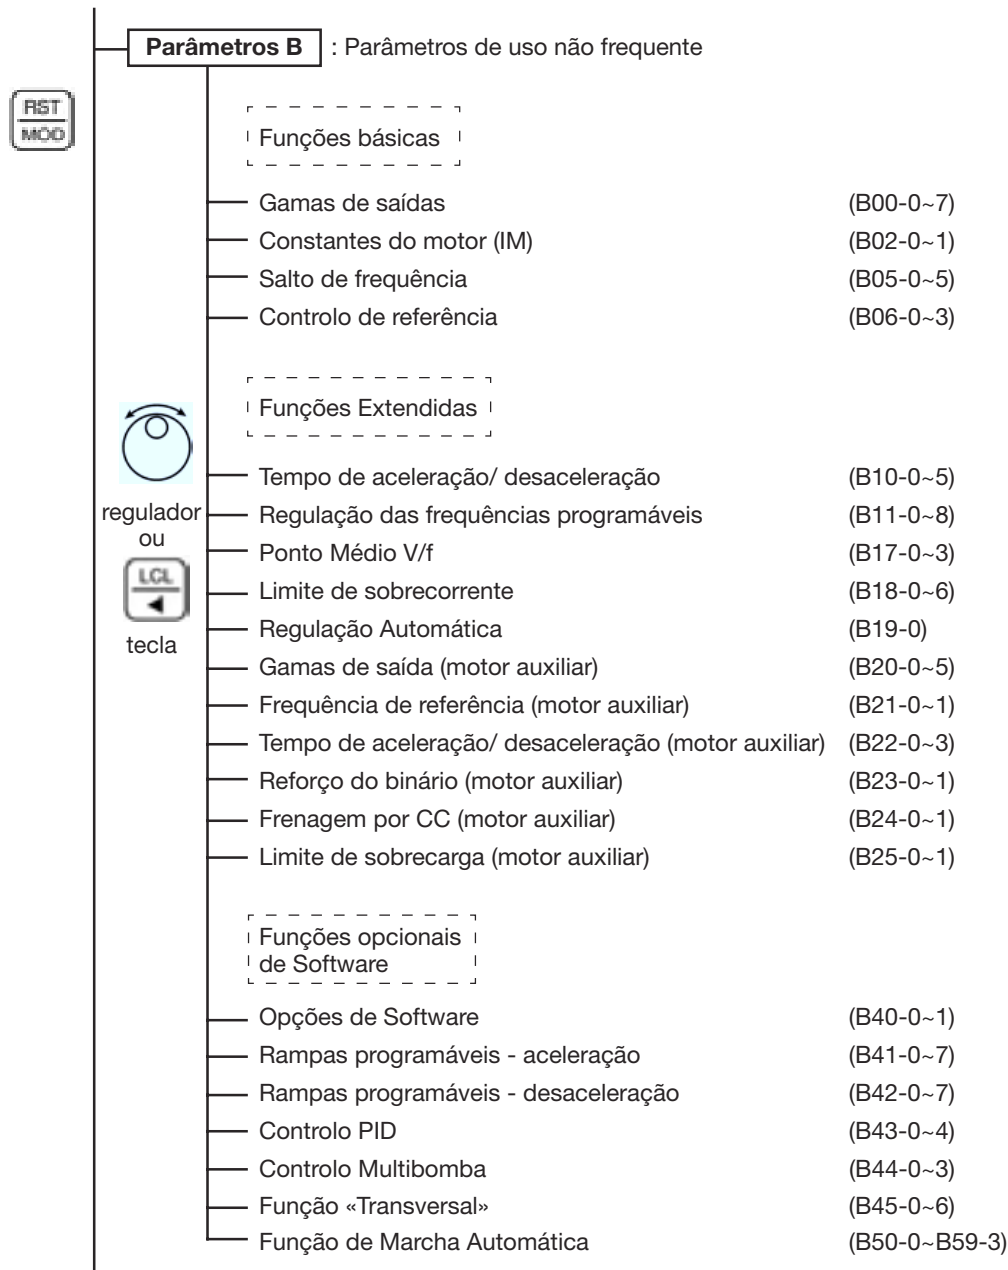 Parâmetros B : Parâmetros de uso não frequente
RST
MOD
Funções básicas
Gamas de saídas (B00-0~7)
Constantes do motor (IM) (B02-0~1)
Salto de frequência (B05-0~5)
Controlo de referência (B06-0~3)
Funções Extendidas
regulador
ou
LCL
tecla
Tempo de aceleração/ desaceleração (B10-0~5)
Regulação das frequências programáveis (B11-0~8)
Ponto Médio V/f (B17-0~3)
Limite de sobrecorrente (B18-0~6)
Regulação Automática (B19-0)
Gamas de saída (motor auxiliar) (B20-0~5)
Frequência de referência (motor auxiliar) (B21-0~1)
Tempo de aceleração/ desaceleração (motor auxiliar) (B22-0~3)
Reforço do binário (motor auxiliar) (B23-0~1)
Frenagem por CC (motor auxiliar) (B24-0~1)
Limite de sobrecarga (motor auxiliar) (B25-0~1)
Funções opcionais
de Software
Opções de Software (B40-0~1)
Rampas programáveis - aceleração (B41-0~7)
Rampas programáveis - desaceleração (B42-0~7)
Controlo PID (B43-0~4)
Controlo Multibomba (B44-0~3)
Função «Transversal» (B45-0~6)
Função de Marcha Automática (B50-0~B59-3)